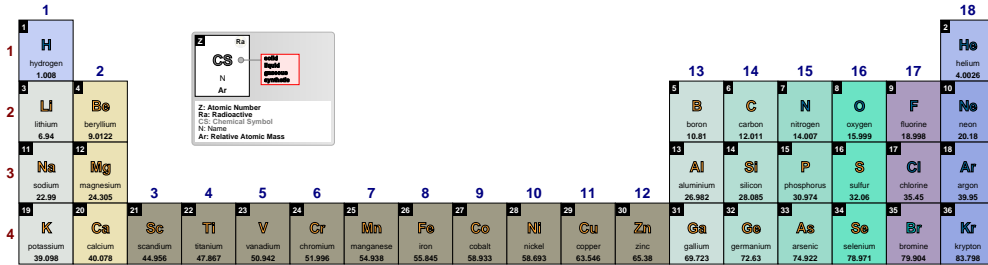 1
18
1
1
H
hydrogen
1.008
2
He
helium
4.0026
Z
Ra
CS
N
Ar
solid
liquid
gaseous
synthetic
Z: Atomic Number
Ra: Radioactive
CS: Chemical Symbol
N: Name
Ar: Relative Atomic Mass
2
13
14
15
16
17
2
3
Li
lithium
6.94
4
Be
beryllium
9.0122
5
B
boron
10.81
6
C
carbon
12.011
7
N
nitrogen
14.007
8
O
oxygen
15.999
9
F
fluorine
18.998
10
Ne
neon
20.18
3
11
Na
sodium
22.99
12
Mg
magnesium
24.305
13
Al
aluminium
26.982
14
Si
silicon
28.085
15
P
phosphorus
30.974
16
S
sulfur
32.06
17
Cl
chlorine
35.45
18
Ar
argon
39.95
3
4
5
6
7
8
9
10
11
12
4
19
K
potassium
39.098
20
Ca
calcium
40.078
21
Sc
scandium
44.956
22
Ti
titanium
47.867
23
V
vanadium
50.942
24
Cr
chromium
51.996
25
Mn
manganese
54.938
26
Fe
iron
55.845
27
Co
cobalt
58.933
28
Ni
nickel
58.693
29
Cu
copper
63.546
30
Zn
zinc
65.38
31
Ga
gallium
69.723
32
Ge
germanium
72.63
33
As
arsenic
74.922
34
Se
selenium
78.971
35
Br
bromine
79.904
36
Kr
krypton
83.798